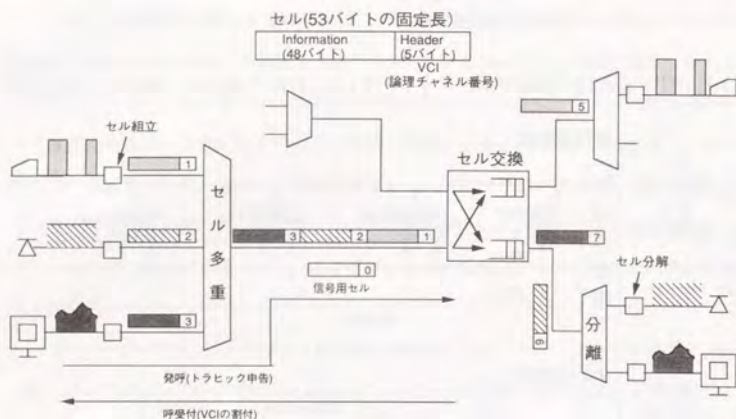 セル(53バイトの固定長)
Information
(48バイト)
Header
(5バイト)
VCI
(論理チャネル番号)
セル組立
1
2
3
セル多重
3
2
1
0
信号用セル
セル交換
5
7
6
セル分解
分離
発呼(トラヒック申告)
呼受付(VCIの割付)